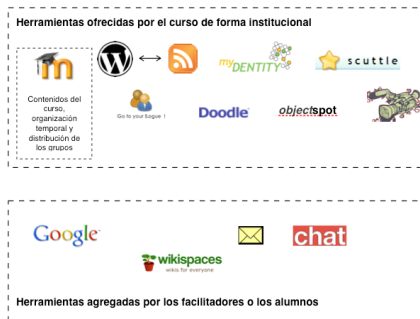 Herramientas ofrecidas por el curso de forma institucional
m
W
myDENTITY
scuttle
Contenidos del
curso,
organización
temporal y
distribución de
los grupos
Go to your
Doodle
objectspot
Google
chat
wikispaces
wikis for everyone
Herramientas agregadas por los facilitadores o los alumnos